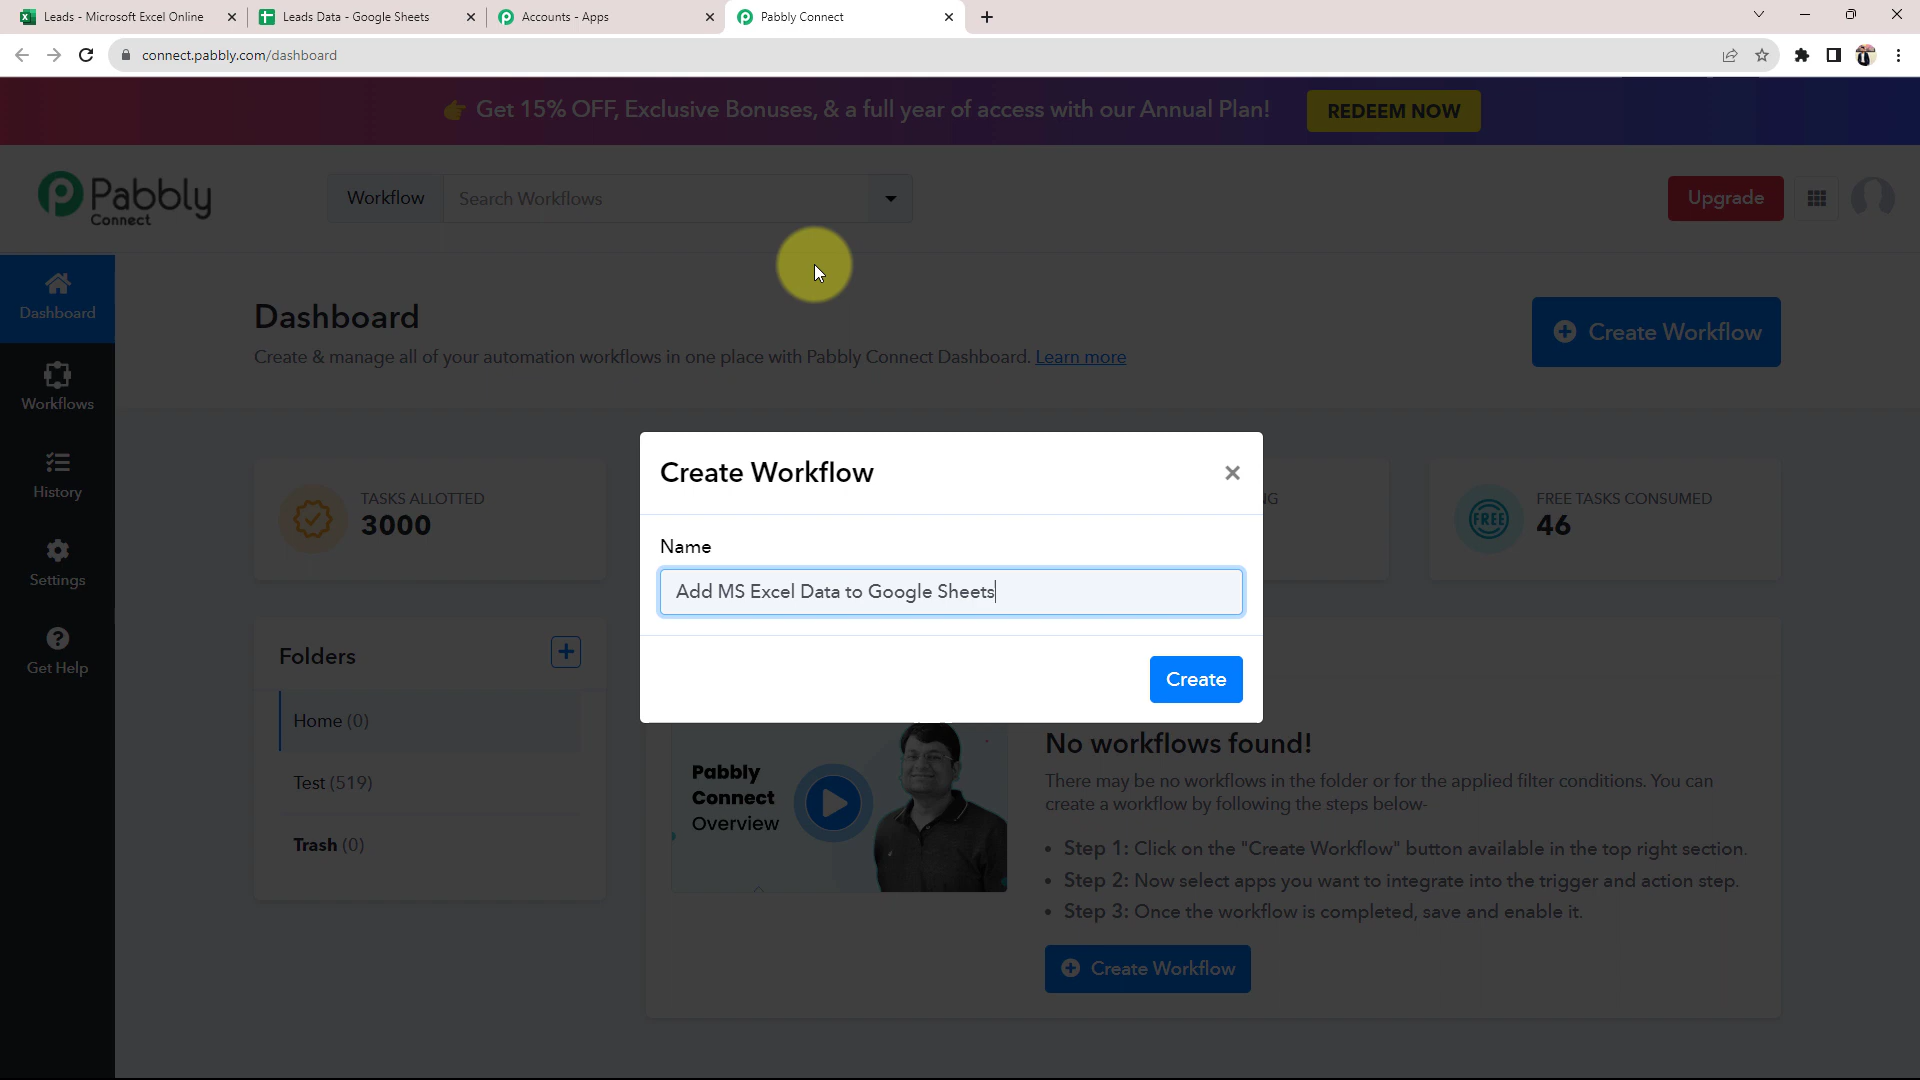 Leads - Microsoft Excel Online
Leads Data - Google Sheets
Accounts - Apps
Pabbly Connect
connect.pabbly.com/dashboard
Get 15% OFF, Exclusive Bonuses, & a full year of access with our Annual Plan!
REDEEM NOW
Pabbly
Connect
Workflow
Search Workflows
Upgrade
Dashboard
Workflows
History
Settings
Get Help
Dashboard
Create & manage all of your automation workflows in one place with Pabbly Connect Dashboard. Learn more
Create Workflow
TASKS ALLOTTED
3000
NG
FREE
FREE TASKS CONSUMED
46
Create Workflow
Name
Add MS Excel Data to Google Sheets
Create
Folders
Home (0)
Test (519)
Trash (0)
Pabbly
Connect
Overview
No workflows found!
There may be no workflows in the folder or for the applied filter conditions. You can
create a workflow by following the steps below-
• Step 1: Click on the "Create Workflow" button available in the top right section.
• Step 2: Now select apps you want to integrate into the trigger and action step.
• Step 3: Once the workflow is completed, save and enable it.
Create Workflow